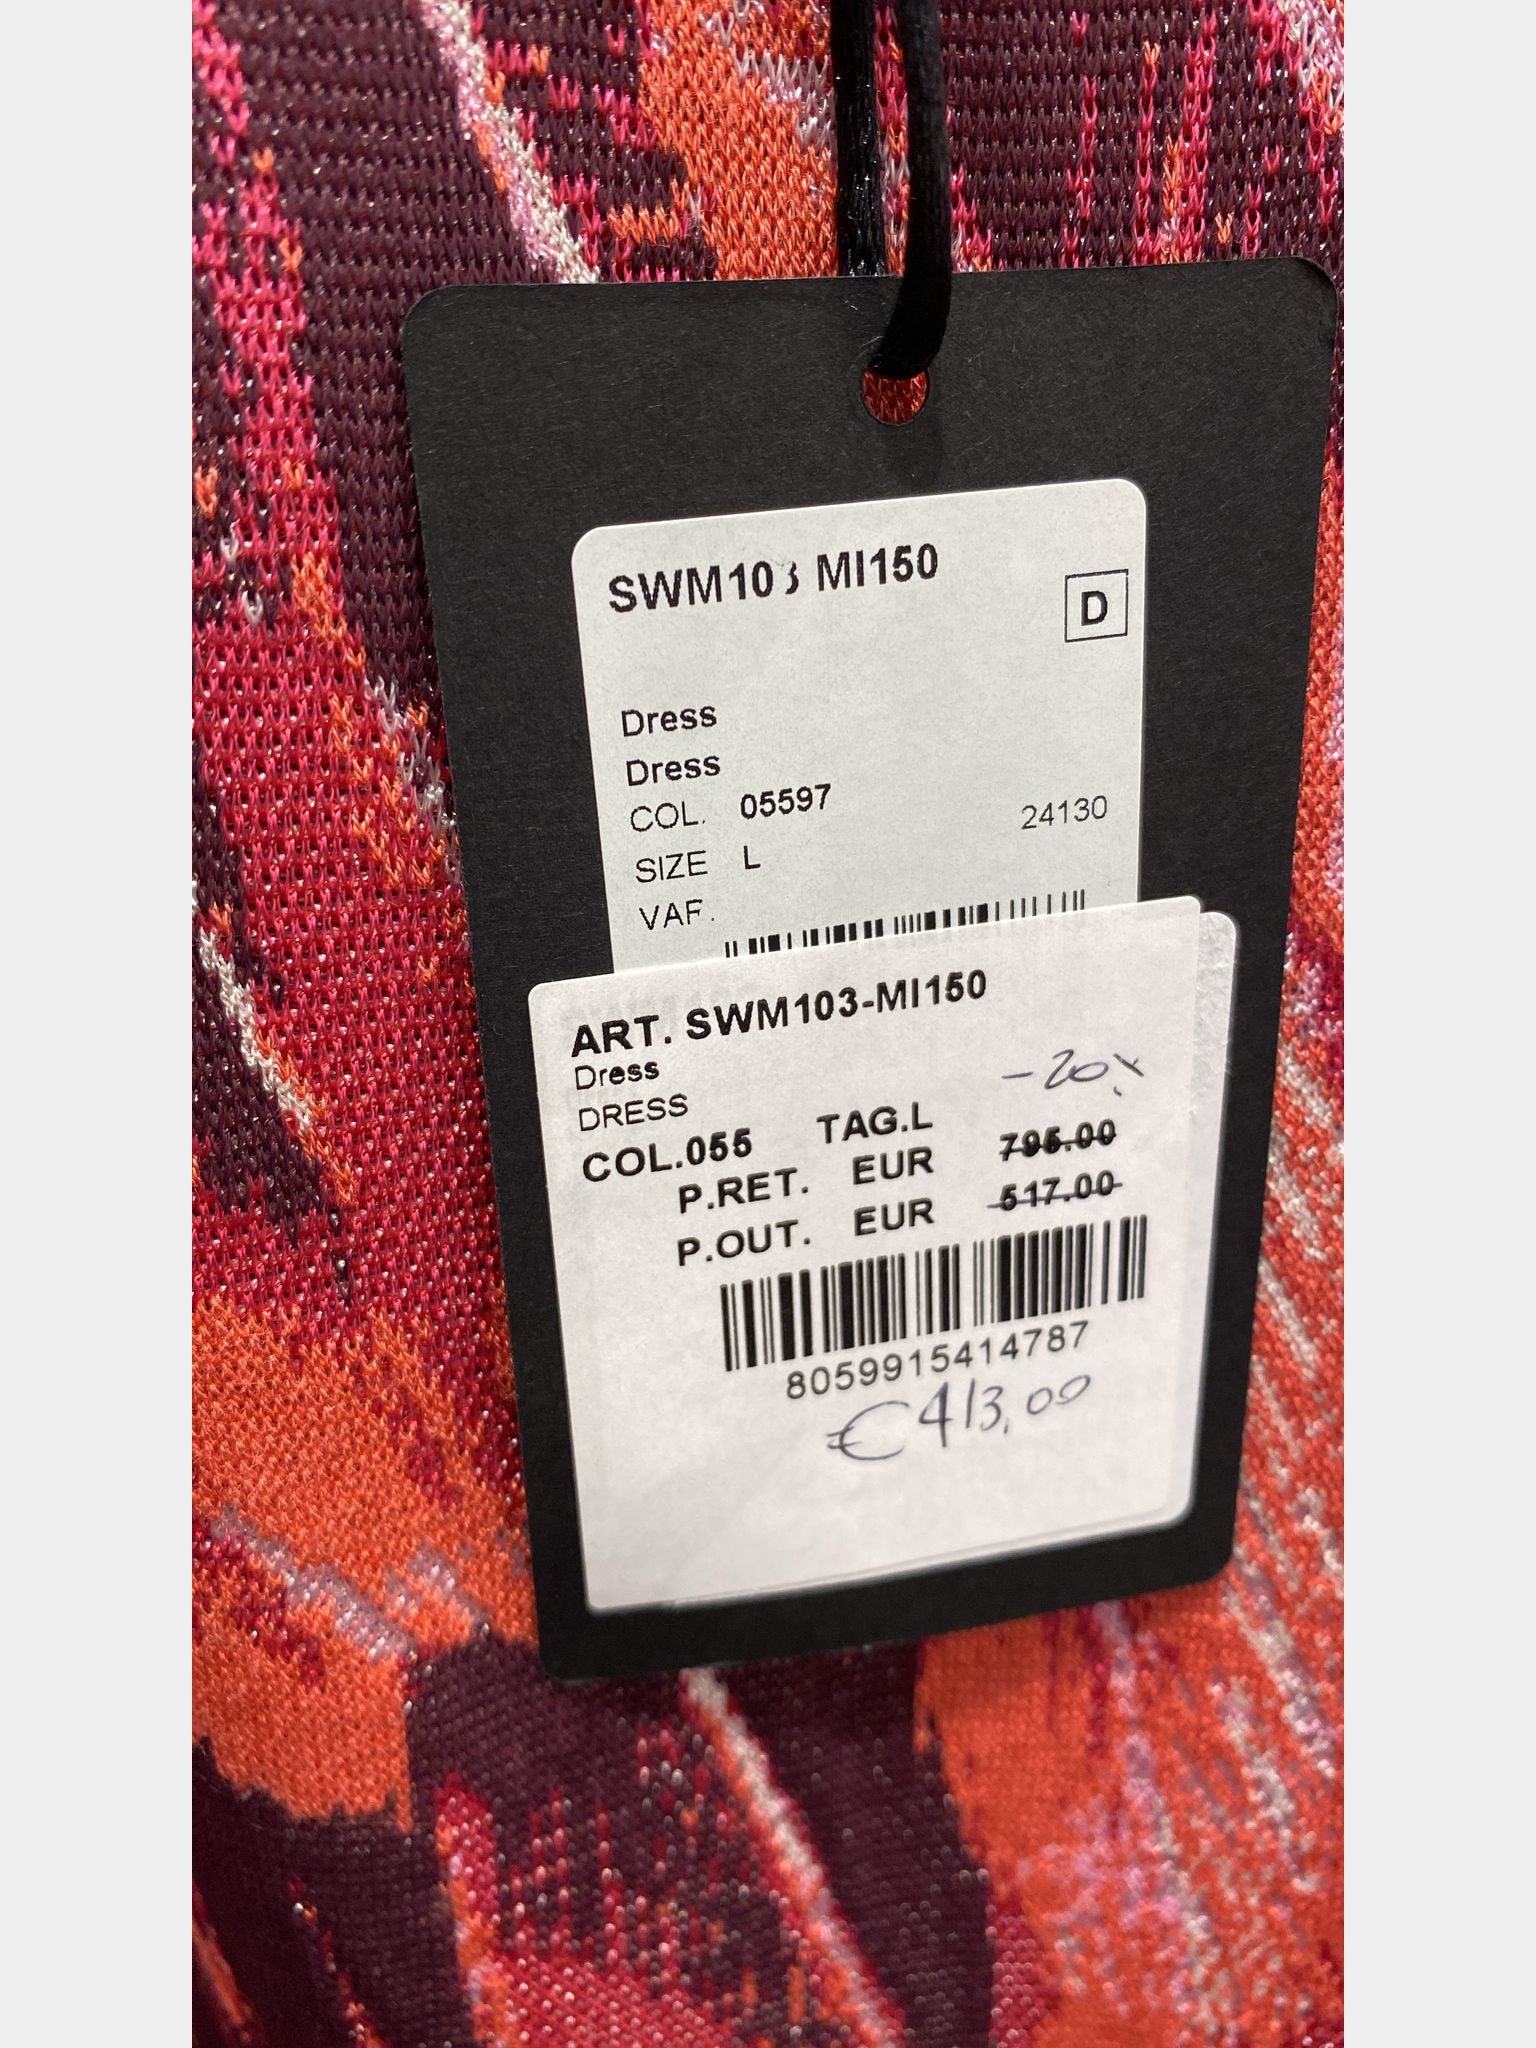 SWM103 MI150
D
Dress
Dress
COL. 05597 24130
SIZE L
ART. SWM103-MI150
Dress
DRESS
-20%
COL.055 TAG.L
P.RET. EUR 795.00
P.OUT. EUR 517.00
8059915414787
€413,00